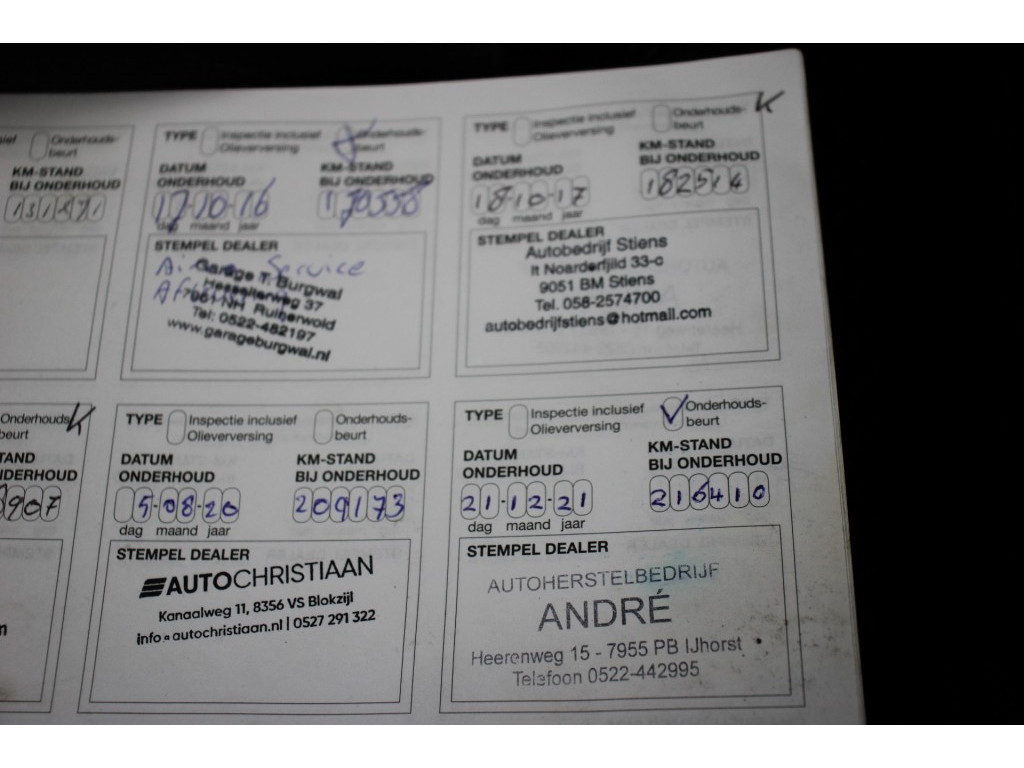 Onderhouds-
beurt
KM-STAND
BIJ ONDERHOUD
131471
TYPE Inspectie inclusief Olieverversing
Onderhouds-
beurt
DATUM
ONDERHOUD
17-10-16
dag maand jaar
KM-STAND
BIJ ONDERHOUD
170558
STEMPEL DEALER
Service
Garage T. Burgwal
Hesselterweg 37
7961 NH Ruinerwold
Tel: 0522-482197
www.garageburgwal.nl
TYPE Inspectie inclusief
Olieverversing
Onderhouds-
beurt
DATUM
ONDERHOUD
18-10-17
dag maand jaar
KM-STAND
BIJ ONDERHOUD
182514
STEMPEL DEALER
Autobedrijf Stiens
It Noarderfjild 33-c
9051 BM Stiens
Tel. 058-2574700
autobedrijfstiens@hotmail.com
Onderhouds-
beurt
907
TYPE Inspectie inclusief
Olieverversing
Onderhouds-
beurt
DATUM
ONDERHOUD
5-08-20
dag maand jaar
KM-STAND
BIJ ONDERHOUD
209173
STEMPEL DEALER
AUTOCHRISTIAAN
Kanaalweg 11, 8356 VS Blokzijl
info autochristiaan.nl | 0527 291 322
TYPE Inspectie inclusief
Olieverversing
Onderhouds-
beurt
DATUM
ONDERHOUD
21-12-21
dag maand jaar
KM-STAND
BIJ ONDERHOUD
216410
STEMPEL DEALER
AUTOHERSTELBEDRIJF
ANDRÉ
Heerenweg 15 - 7955 PB IJhorst
Telefoon 0522-442995